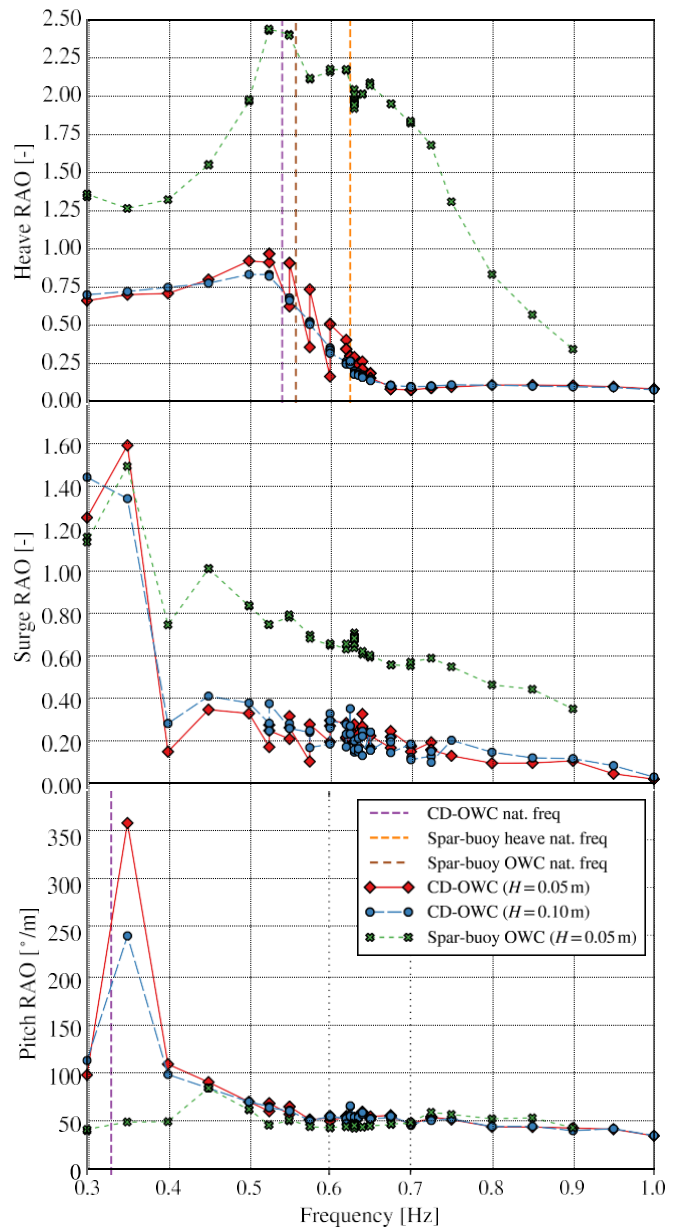 2.50
2.25
2.00
1.75
1.50
1.25
1.00
0.75
0.50
0.25
0.00
Heave RAO [-]
1.60
1.40
1.20
1.00
0.80
0.60
0.40
0.20
0.00
Surge RAO [-]
350
300
250
200
150
100
50
0
Pitch RAO [°/m]
CD-OWC nat. freq
Spar-buoy heave nat. freq
Spar-buoy OWC nat. freq
CD-OWC (H = 0.05 m)
CD-OWC (H = 0.10 m)
Spar-buoy OWC (H = 0.05 m)
0.3 0.4 0.5 0.6 0.7 0.8 0.9 1.0
Frequency [Hz]